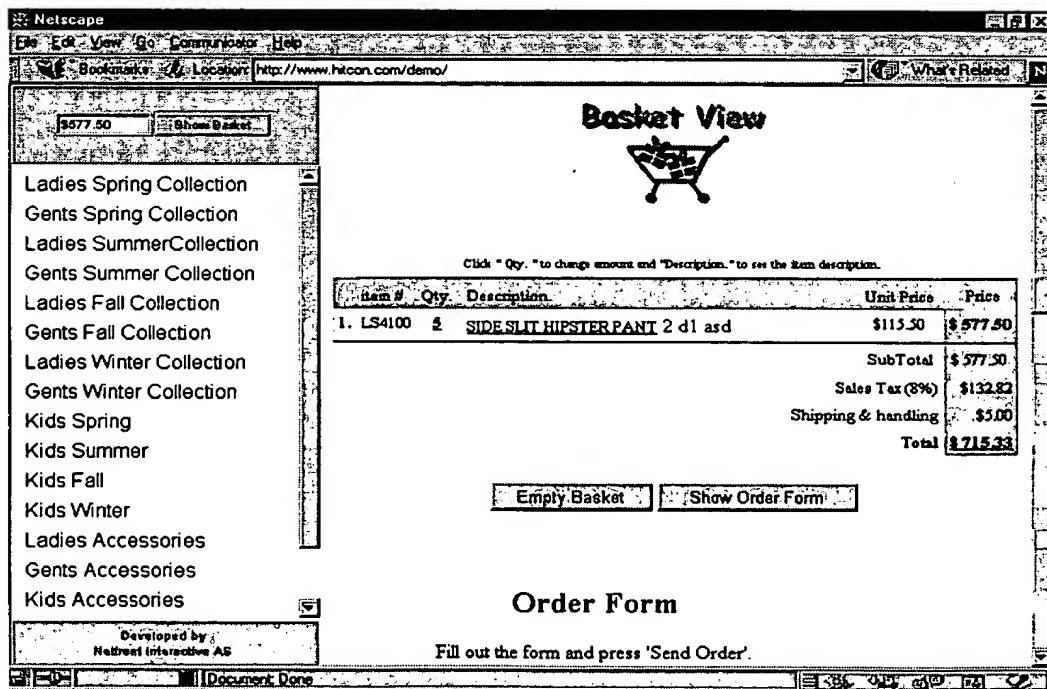 Netscape
File Edit View Go Communicator Help
Bookmarks Location: http://www.hitcon.com/demo/ What's Related N
$577.50 Show Basket
Ladies Spring Collection
Gents Spring Collection
Ladies SummerCollection
Gents Summer Collection
Ladies Fall Collection
Gents Fall Collection
Ladies Winter Collection
Gents Winter Collection
Kids Spring
Kids Summer
Kids Fall
Kids Winter
Ladies Accessories
Gents Accessories
Kids Accessories
Developed by
Netfront Interactive AS
Basket View
Click " Qty. " to change amount and "Description." to see the item description.
item # Qty. Description Unit Price Price
1. LS4100 5 SIDE SLIT HIPSTER PANT 2 d1 asd $115.50 $ 577.50
SubTotal $ 577.50
Sales Tax (8%) $132.82
Shipping & handling $5.00
Total $ 715.33
Empty Basket Show Order Form
Order Form
Fill out the form and press 'Send Order'.
Document: Done